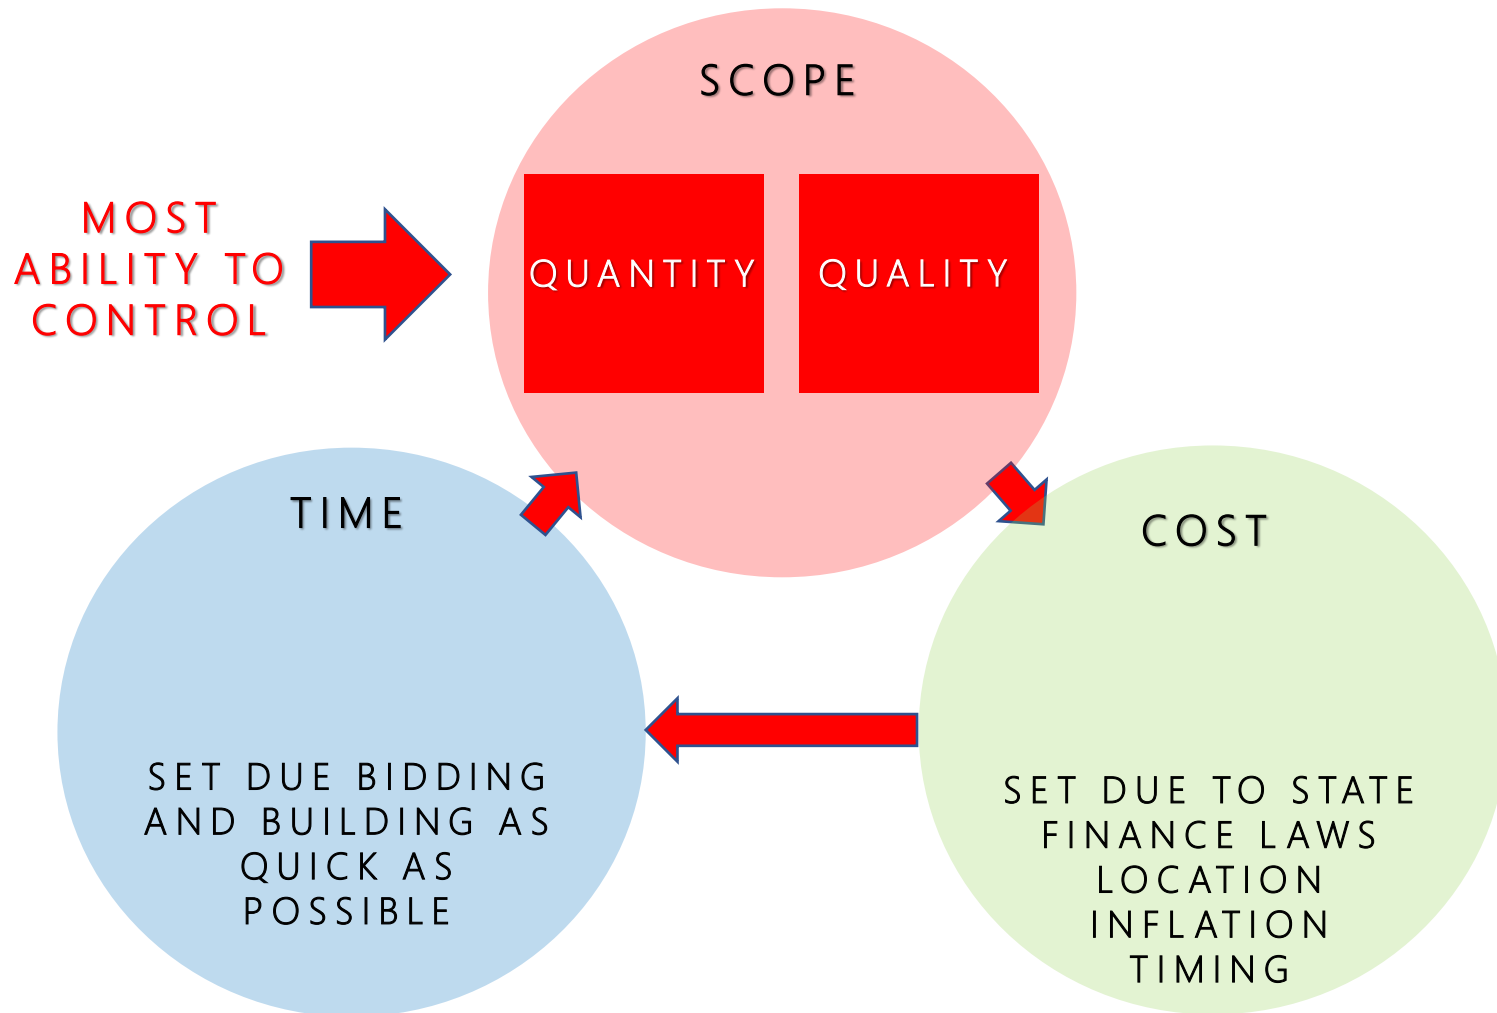 SCOPE
MOST
ABILITY TO
CONTROL
QUANTITY
QUALITY
TIME
COST
SET DUE BIDDING
AND BUILDING AS
QUICK AS
POSSIBLE
SET DUE TO STATE
FINANCE LAWS
LOCATION
INFLATION
TIMING